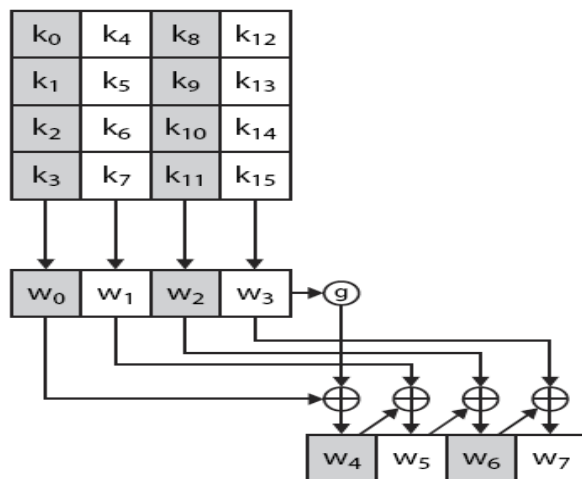 k₀ k₄ k₈ k₁₂
k₁ k₅ k₉ k₁₃
k₂ k₆ k₁₀ k₁₄
k₃ k₇ k₁₁ k₁₅
w₀ w₁ w₂ w₃ g
w₄ w₅ w₆ w₇